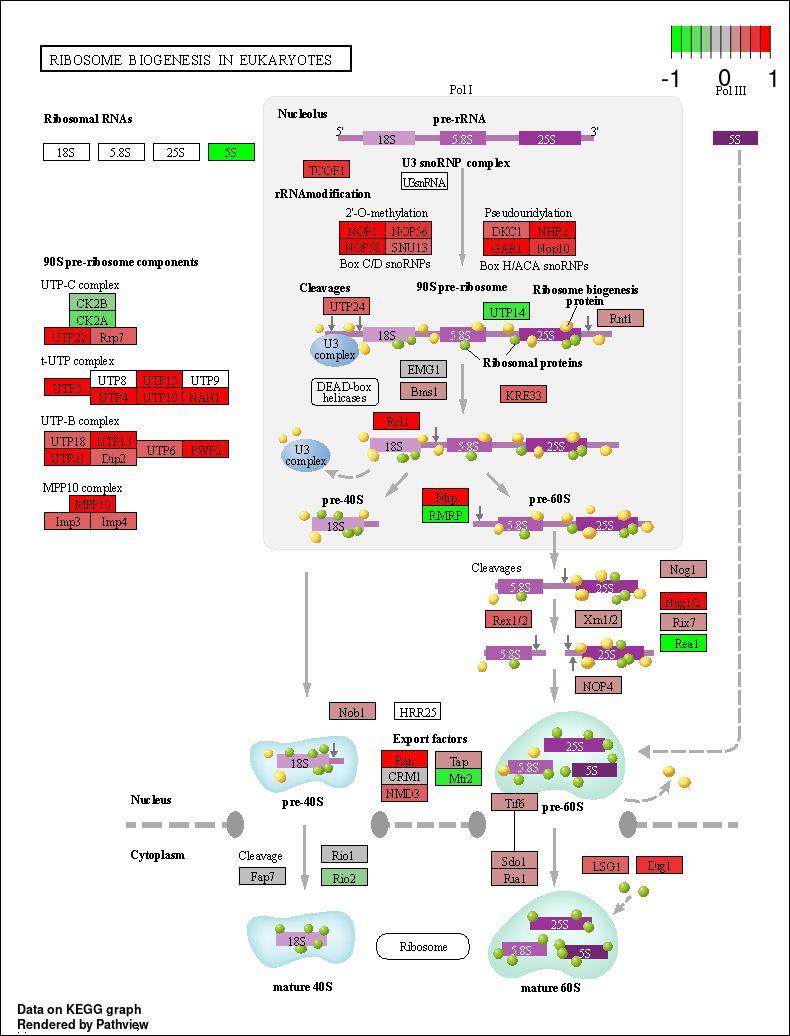 RIBOSOME BIOGENESIS IN EUKARYOTES
-1 0 1
Pol I
Pol III
Ribosomal RNAs
18S 5.8S 25S 5S
Nucleolus
pre-rRNA
5' 3'
18S 5.8S 25S
5S
TCOF1
U3 snoRNP complex
U3snRNA
rRNAmodification
2'-O-methylation
NOP1 NOP56
NOP58 SNU13
Box C/D snoRNPs
Pseudouridylation
DKC1 NHP2
GAR1 Nop10
Box H/ACA snoRNPs
90S pre-ribosome components
UTP-C complex
CK2B
CK2A
UTP22 Rrp7
t-UTP complex
UTP5
UTP8 UTP15 UTP9
UTP4 UTP10 NAN1
UTP-B complex
UTP18 UTP13
UTP21 Dip2
UTP6 PWP2
MPP10 complex
MPP10
Imp3 Imp4
Cleavages
UTP24
90S pre-ribosome
UTP14
Ribosome biogenesis
protein
Rnt1
18S 5.8S 25S
U3
complex
Ribosomal proteins
EMG1
Bms1
DEAD-box
helicases
KRE33
Rcl1
18S 5.8S 25S
U3
complex
pre-40S
18S
Mrp
RMRP
pre-60S
5.8S 25S
Cleavages
5.8S 25S
Nog1
Nug1/2
Rix7
Rea1
Rex1/2
Xrn1/2
5.8S 25S
NOP4
Nob1
HRR25
Export factors
Ran
CRM1
NMD3
Tap
Mtr2
18S
pre-40S
25S
5.8S 5S
pre-60S
Tif6
Nucleus
Cytoplasm
Cleavage
Fap7
Rio1
Rio2
Sdo1
Ria1
LSG1
Drg1
18S
mature 40S
Ribosome
25S
5.8S 5S
mature 60S
Data on KEGG graph
Rendered by Pathview